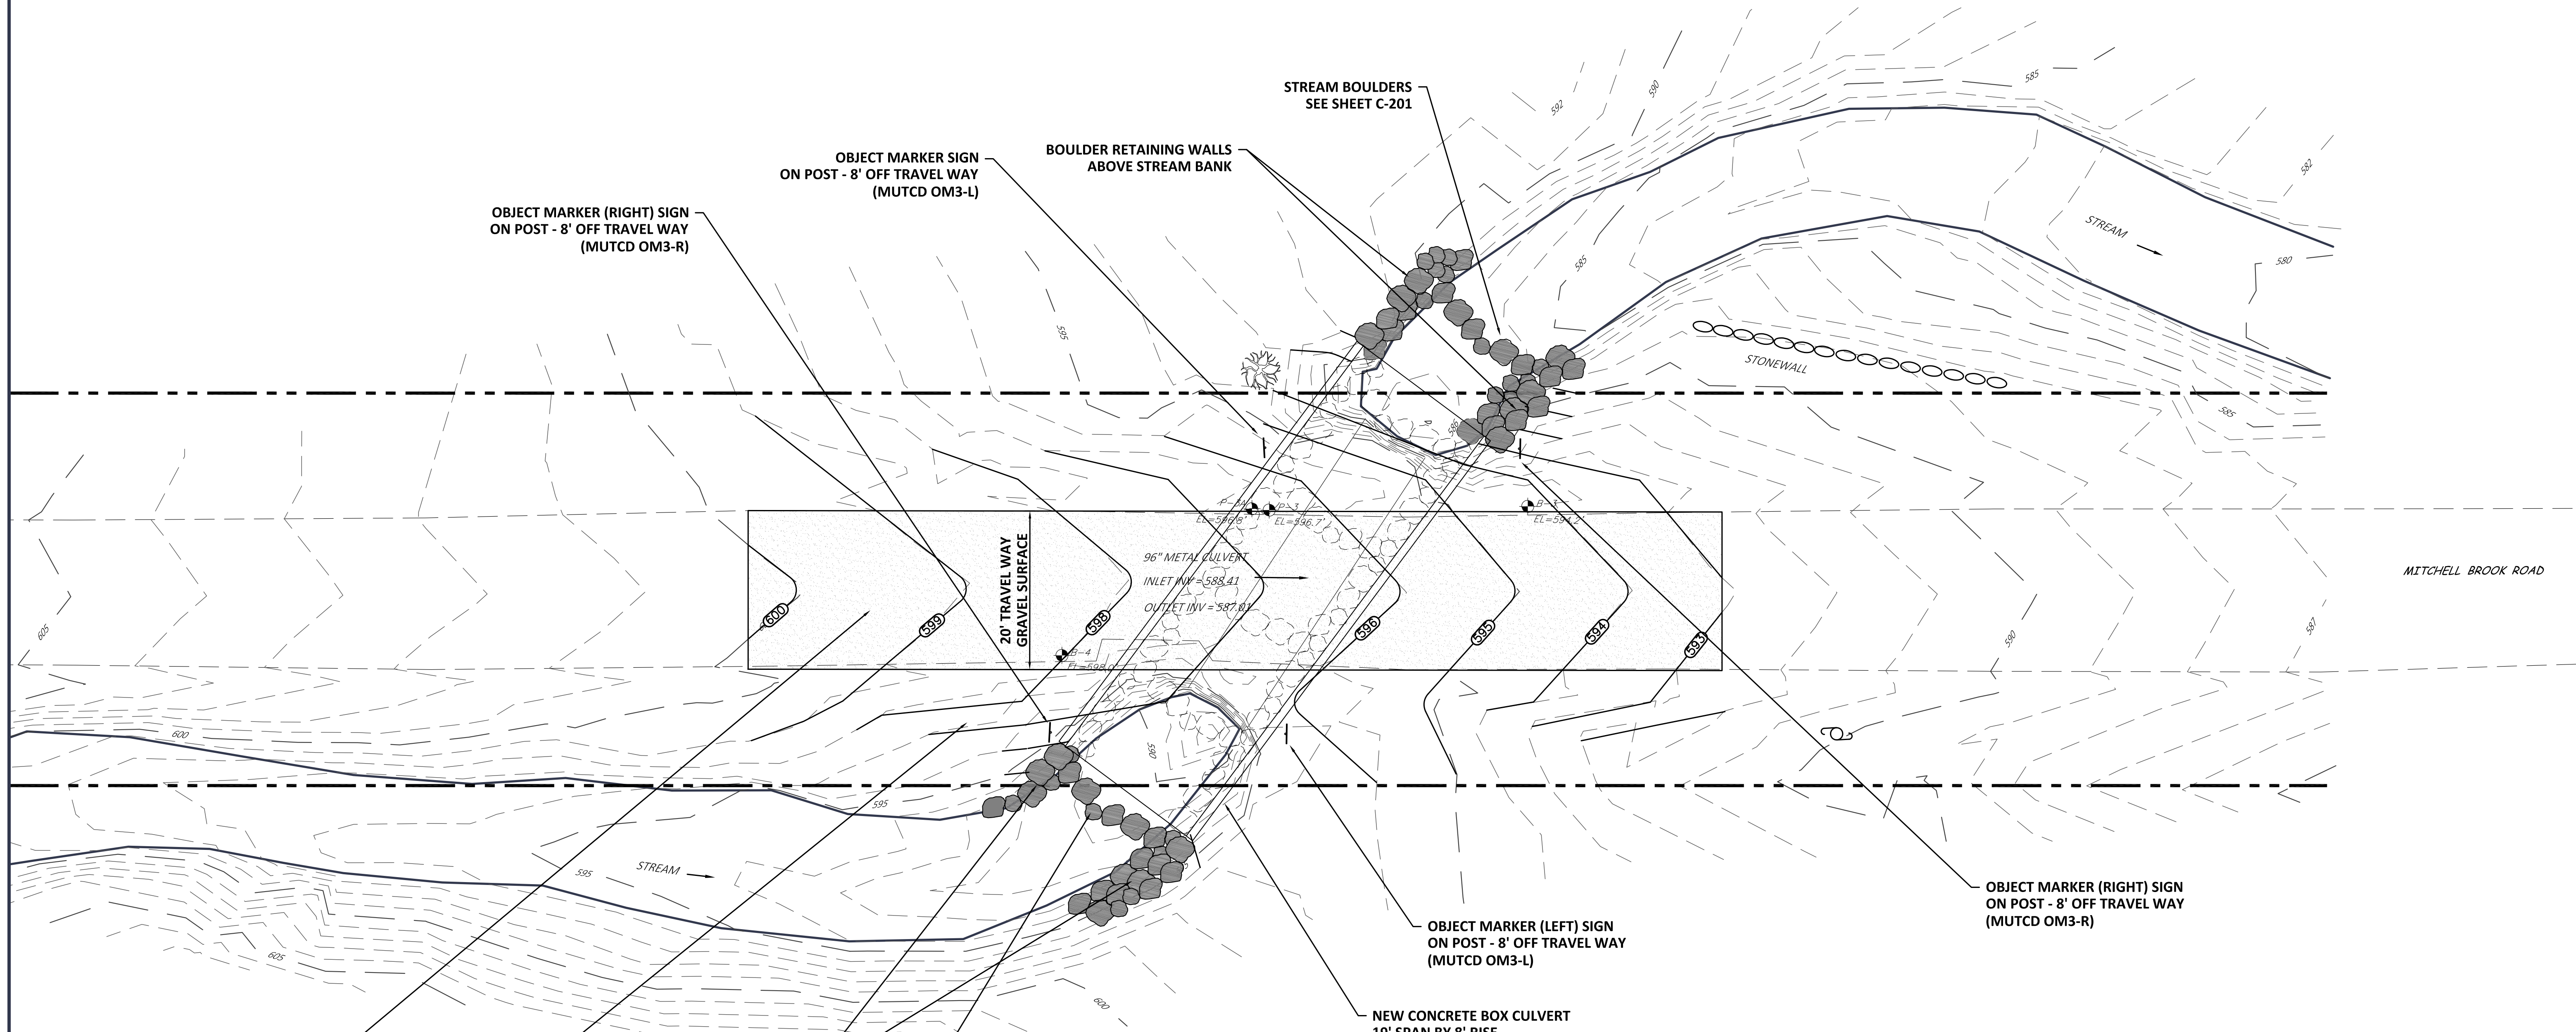 STREAM BOULDERS
SEE SHEET C-201
BOULDER RETAINING WALLS
ABOVE STREAM BANK
OBJECT MARKER SIGN
ON POST - 8' OFF TRAVEL WAY
(MUTCD OM3-L)
OBJECT MARKER (RIGHT) SIGN
ON POST - 8' OFF TRAVEL WAY
(MUTCD OM3-R)
592
590
585
582
STREAM
580
585
595
STONEWALL
585
P-3
EL=596.7'
B-3
EL=594.2'
20' TRAVEL WAY
GRAVEL SURFACE
96" METAL CULVERT
INLET INV = 588.41
OUTLET INV = 587.01
MITCHELL BROOK ROAD
605
600
599
598
596
595
594
593
590
587
B-4
600
590
595
STREAM
595
605
600
OBJECT MARKER (RIGHT) SIGN
ON POST - 8' OFF TRAVEL WAY
(MUTCD OM3-R)
OBJECT MARKER (LEFT) SIGN
ON POST - 8' OFF TRAVEL WAY
(MUTCD OM3-L)
NEW CONCRETE BOX CULVERT